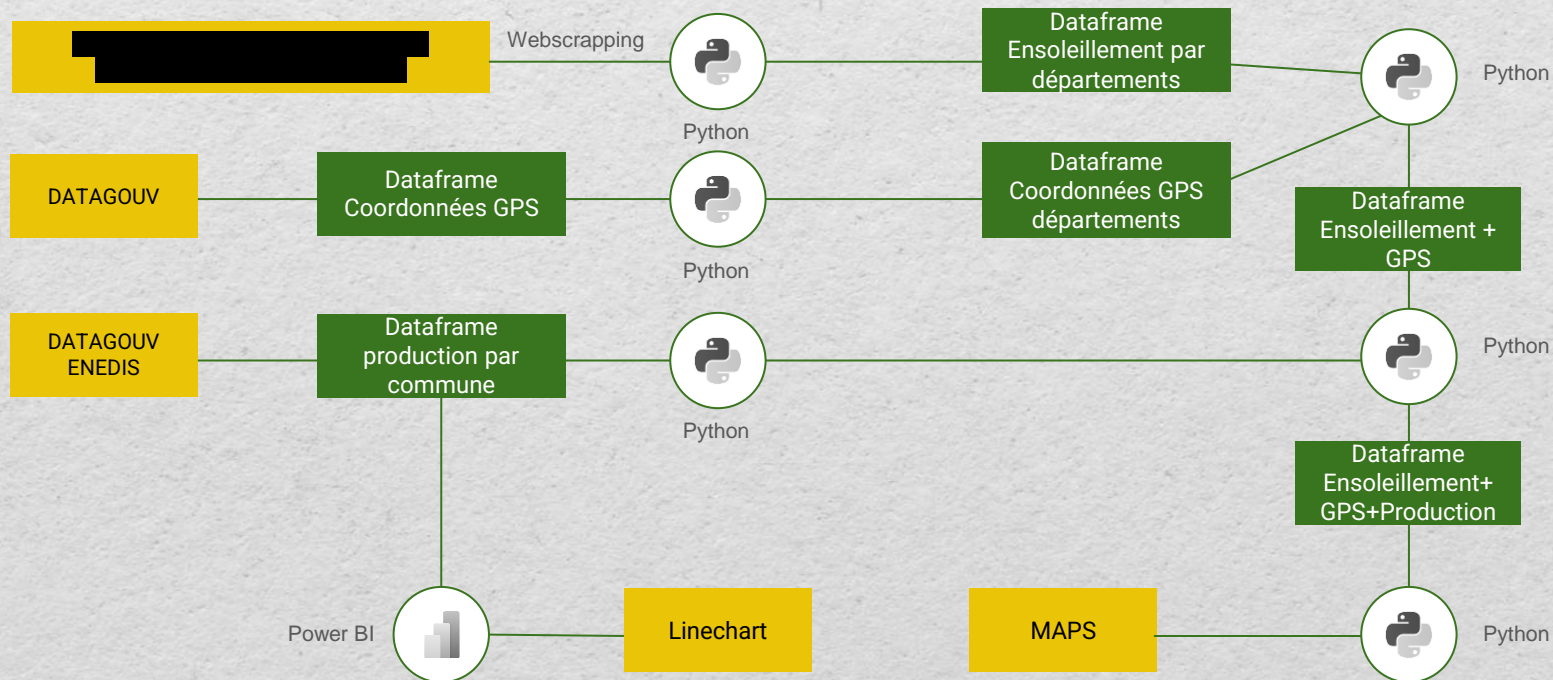 Webscrapping
Python
Dataframe
Ensoleillement par
départements
Python
DATAGOUV
Dataframe
Coordonnées GPS
Python
Dataframe
Coordonnées GPS
départements
Dataframe
Ensoleillement +
GPS
DATAGOUV
ENEDIS
Dataframe
production par
commune
Python
Python
Dataframe
Ensoleillement+
GPS+Production
Power BI
Linechart
MAPS
Python